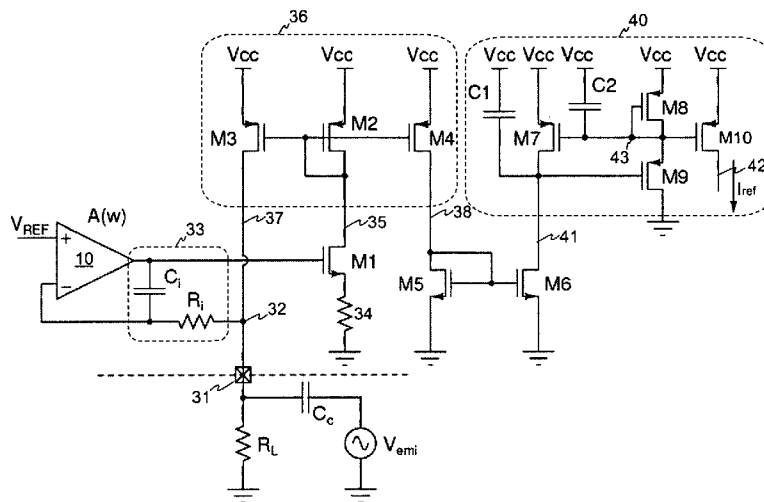 36
40
Vcc Vcc Vcc Vcc Vcc Vcc Vcc
C1 C2 M8
M3 M2 M4 M7 M10
43
42
M9
A(w)
VREF + 33 37 35 38 41 Iref
10
−
Ci
M1
M5 M6
Ri 32 34
31
Cc
RL Vemi